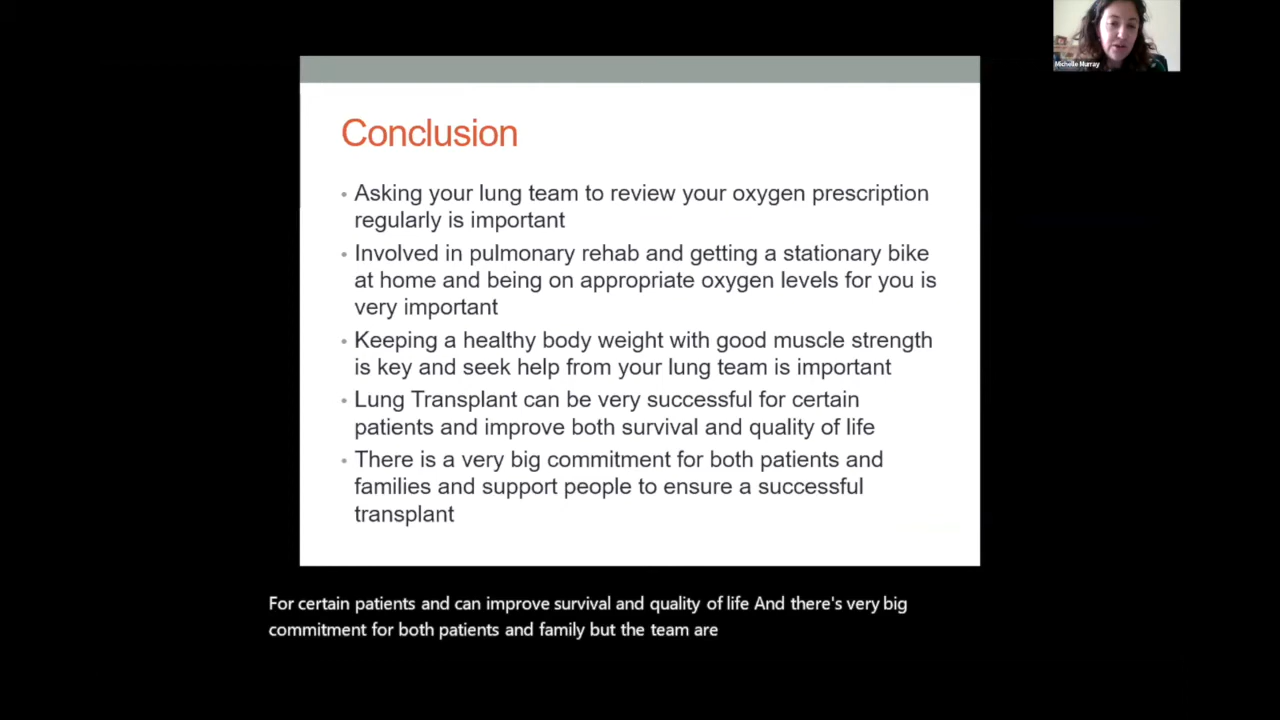 Michelle Murray
Conclusion
• Asking your lung team to review your oxygen prescription
regularly is important
• Involved in pulmonary rehab and getting a stationary bike
at home and being on appropriate oxygen levels for you is
very important
• Keeping a healthy body weight with good muscle strength
is key and seek help from your lung team is important
• Lung Transplant can be very successful for certain
patients and improve both survival and quality of life
• There is a very big commitment for both patients and
families and support people to ensure a successful
transplant
For certain patients and can improve survival and quality of life And there's very big
commitment for both patients and family but the team are